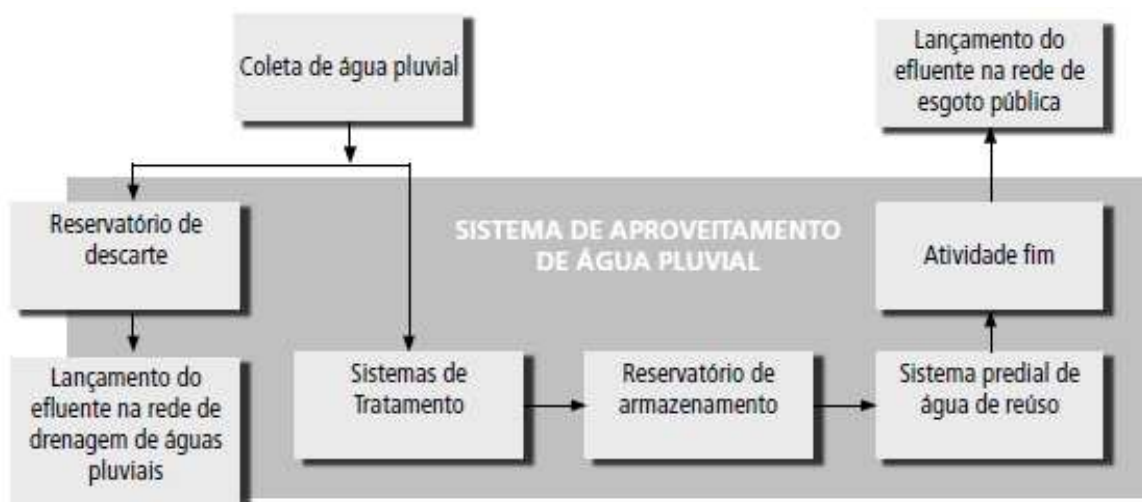 Coleta de água pluvial
Lançamento do
efluente na rede de
esgoto pública
Reservatório de
descarte
SISTEMA DE APROVEITAMENTO
DE ÁGUA PLUVIAL
Atividade fim
Lançamento do
efluente na rede de
drenagem de águas
pluviais
Sistemas de
Tratamento
Reservatório de
armazenamento
Sistema predial de
água de reúso